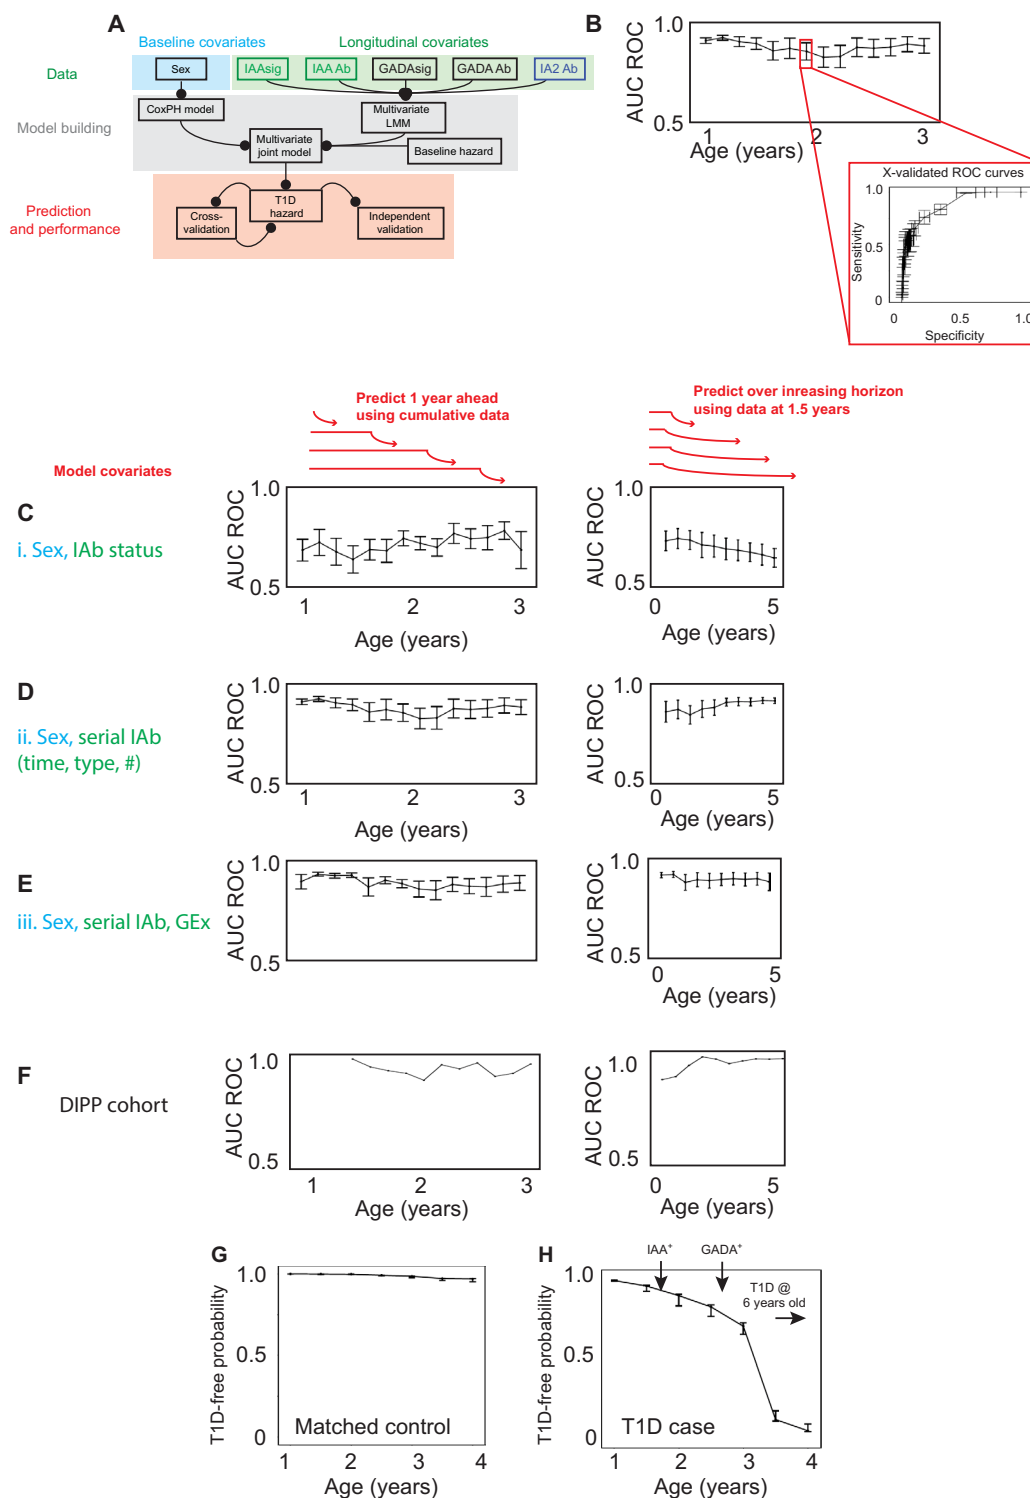 A
Baseline covariates
Longitudinal covariates
Data
Sex
IAAsig
IAA Ab
GADAsig
GADA Ab
IA2 Ab
Model building
CoxPH model
Multivariate
LMM
Multivariate
joint model
Baseline hazard
Prediction
and performance
T1D
hazard
Cross-
validation
Independent
validation
B
AUC ROC
1.0
0.5
1
2
3
Age (years)
X-validated ROC curves
Sensitivity
1.0
0.5
0
0
0.5
1.0
Specificity
Predict 1 year ahead
using cumulative data
Predict over inreasing horizon
using data at 1.5 years
Model covariates
C
i. Sex, IAb status
AUC ROC
1.0
0.5
1
2
3
Age (years)
AUC ROC
1.0
0.5
0
5
Age (years)
D
ii. Sex, serial IAb
(time, type, #)
AUC ROC
1.0
0.5
1
2
3
Age (years)
AUC ROC
1.0
0.5
0
5
Age (years)
E
iii. Sex, serial IAb, GEx
AUC ROC
1.0
0.5
AUC ROC
1.0
0.5
0
5
Age (years)
F
DIPP cohort
AUC ROC
1.0
0.5
1
2
3
Age (years)
AUC ROC
1.0
0.5
0
5
Age (years)
G
T1D-free probability
1.0
0.5
0
Matched control
1
2
3
4
Age (years)
H
IAA⁺
GADA⁺
T1D @
6 years old
T1D-free probability
1.0
0.5
0
T1D case
1
2
3
4
Age (years)